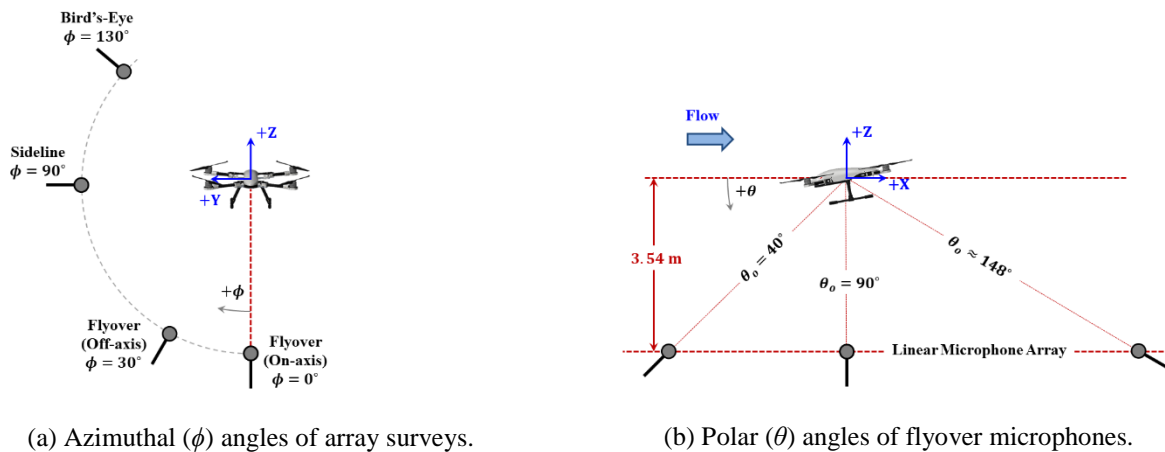 Bird's-Eye
ϕ = 130°
Sideline
ϕ = 90°
+Z
+Y
+ϕ
Flyover
(Off-axis)
ϕ = 30°
Flyover
(On-axis)
ϕ = 0°
(a) Azimuthal (ϕ) angles of array surveys.
Flow
+Z
+X
+θ
3.54 m
θₒ = 40°
θₒ = 90°
θₒ ≈ 148°
Linear Microphone Array
(b) Polar (θ) angles of flyover microphones.